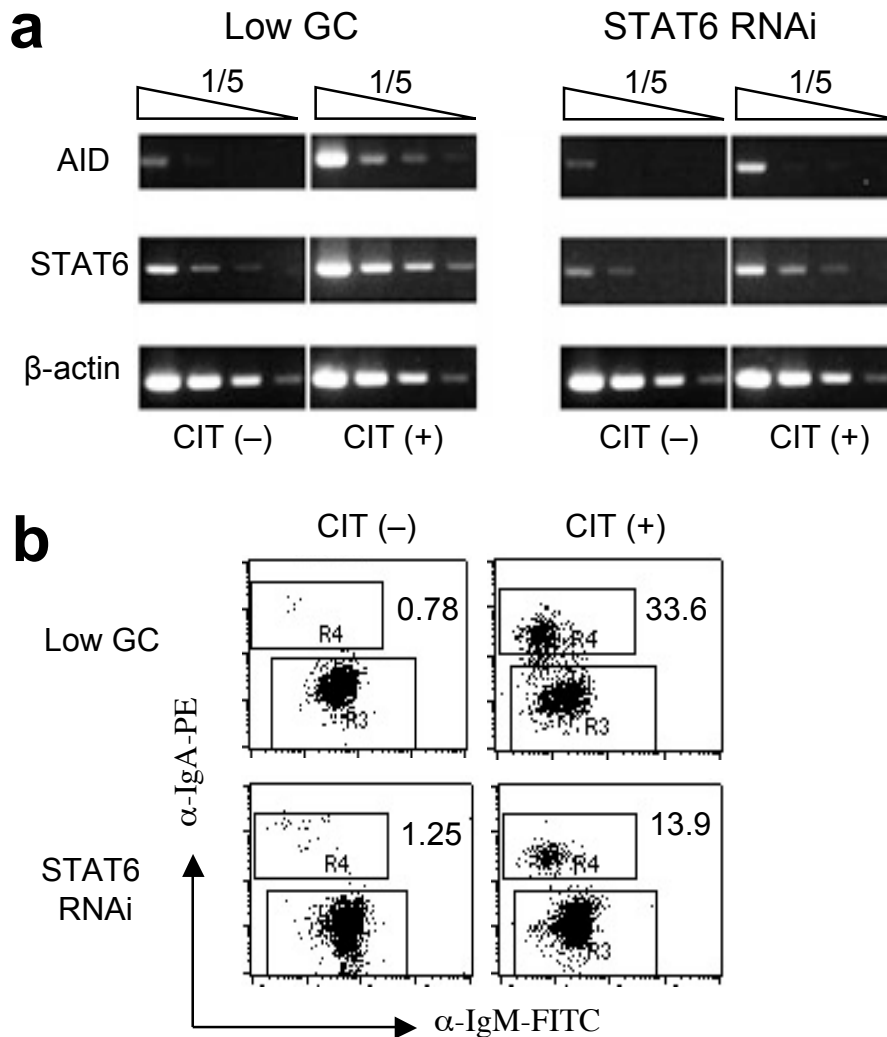 a
Low GC STAT6 RNAi
1/5 1/5 1/5 1/5
AID
STAT6
β-actin
CIT (–) CIT (+) CIT (–) CIT (+)
b
CIT (–) CIT (+)
Low GC
0.78 33.6
R4 R4
R3 R3
α-IgA-PE
STAT6
RNAi
1.25 13.9
R4 R4
R3
α-IgM-FITC